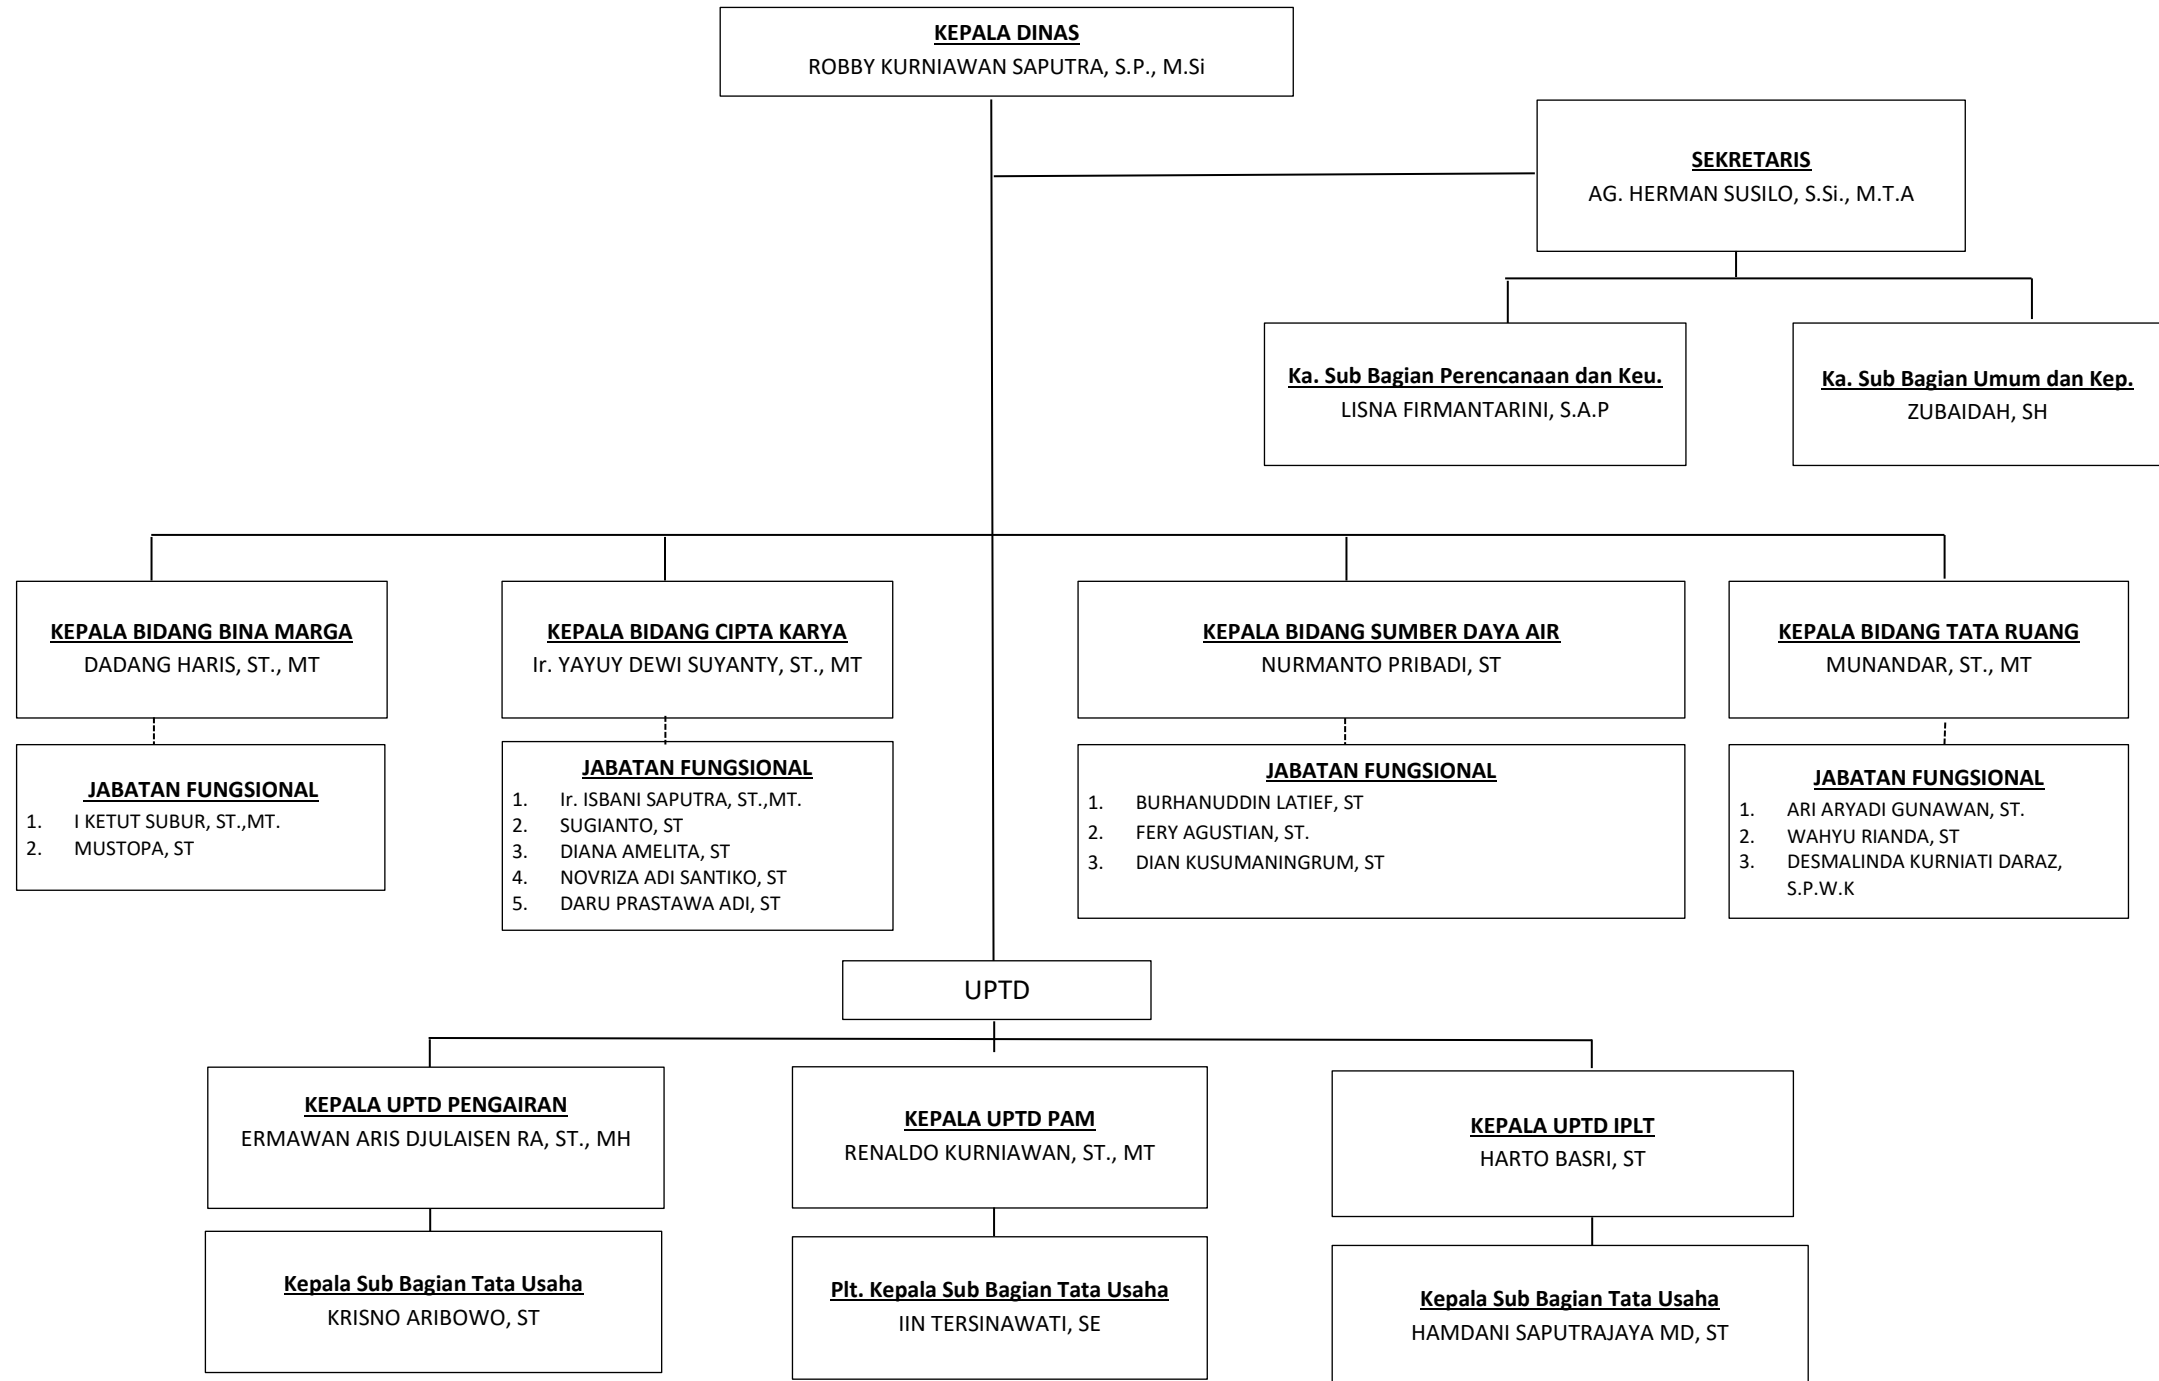 KEPALA DINAS
ROBBY KURNIAWAN SAPUTRA, S.P., M.Si
SEKRETARIS
AG. HERMAN SUSILO, S.Si., M.T.A
Ka. Sub Bagian Perencanaan dan Keu.
LISNA FIRMANTARINI, S.A.P
Ka. Sub Bagian Umum dan Kep.
ZUBAIDAH, SH
KEPALA BIDANG BINA MARGA
DADANG HARIS, ST., MT
KEPALA BIDANG CIPTA KARYA
Ir. YAYUY DEWI SUYANTY, ST., MT
KEPALA BIDANG SUMBER DAYA AIR
NURMANTO PRIBADI, ST
KEPALA BIDANG TATA RUANG
MUNANDAR, ST., MT
JABATAN FUNGSIONAL
1. I KETUT SUBUR, ST.,MT.
2. MUSTOPA, ST
JABATAN FUNGSIONAL
1. Ir. ISBANI SAPUTRA, ST.,MT.
2. SUGIANTO, ST
3. DIANA AMELITA, ST
4. NOVRIZA ADI SANTIKO, ST
5. DARU PRASTAWA ADI, ST
JABATAN FUNGSIONAL
1. BURHANUDDIN LATIEF, ST
2. FERY AGUSTIAN, ST.
3. DIAN KUSUMANINGRUM, ST
JABATAN FUNGSIONAL
1. ARI ARYADI GUNAWAN, ST.
2. WAHYU RIANDA, ST
3. DESMALINDA KURNIATI DARAZ,
S.P.W.K
UPTD
KEPALA UPTD PENGAIRAN
ERMAWAN ARIS DJULAISEN RA, ST., MH
KEPALA UPTD PAM
RENALDO KURNIAWAN, ST., MT
KEPALA UPTD IPLT
HARTO BASRI, ST
Kepala Sub Bagian Tata Usaha
KRISNO ARIBOWO, ST
Plt. Kepala Sub Bagian Tata Usaha
IIN TERSINAWATI, SE
Kepala Sub Bagian Tata Usaha
HAMDANI SAPUTRAJAYA MD, ST